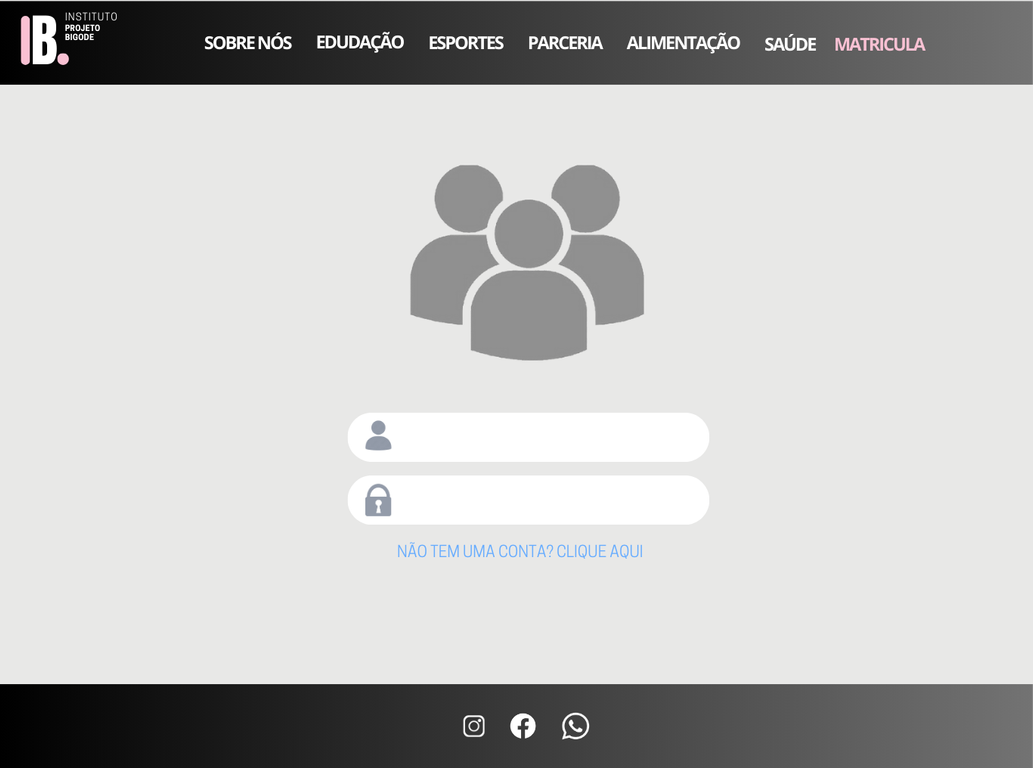 IB.
INSTITUTO
PROJETO
BIGODE
SOBRE NÓS EDUDAÇÃO ESPORTES PARCERIA ALIMENTAÇÃO SAÚDE MATRICULA
NÃO TEM UMA CONTA? CLIQUE AQUI